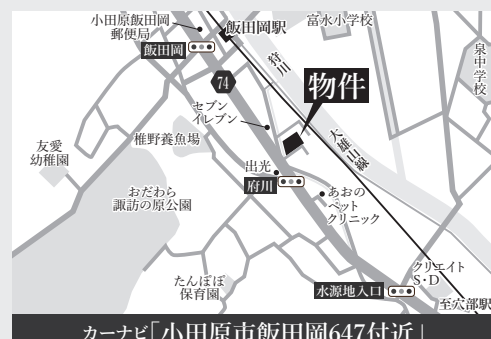 小田原飯田岡
郵便局
飯田岡駅
富水小学校
飯田岡
狩川
泉中学校
74
物件
セブン
イレブン
椎野養魚場
大雄山線
友愛
幼稚園
出光
府川
おだわら
諏訪の原公園
あおの
ペット
クリニック
たんぽぽ
保育園
クリエイト
S・D
水源地入口
至穴部駅
カーナビ「小田原市飯田岡647付近」